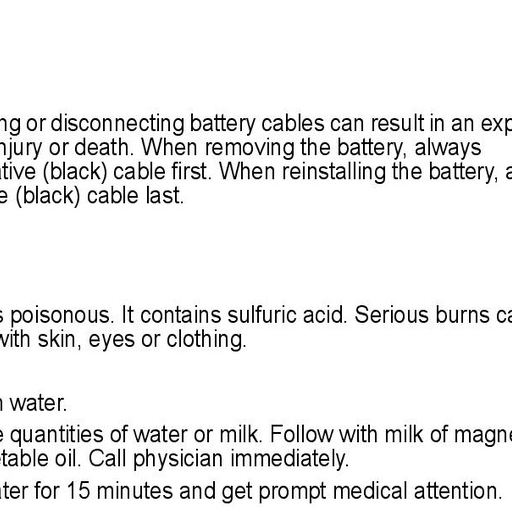 ng or disconnecting battery cables can result in an exp
njury or death. When removing the battery, always
ative (black) cable first. When reinstalling the battery, a
e (black) cable last.
s poisonous. It contains sulfuric acid. Serious burns ca
with skin, eyes or clothing.
h water.
e quantities of water or milk. Follow with milk of magne
etable oil. Call physician immediately.
ater for 15 minutes and get prompt medical attention.